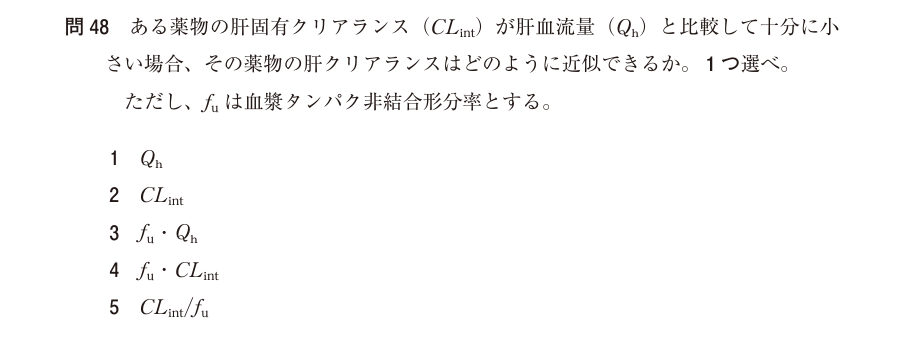 問 48 ある薬物の肝固有クリアランス（CLint）が肝血流量（Qh）と比較して十分に小
さい場合、その薬物の肝クリアランスはどのように近似できるか。1つ選べ。
ただし、fu は血漿タンパク非結合形分率とする。
1 Qh
2 CLint
3 fu・Qh
4 fu・CLint
5 CLint/fu